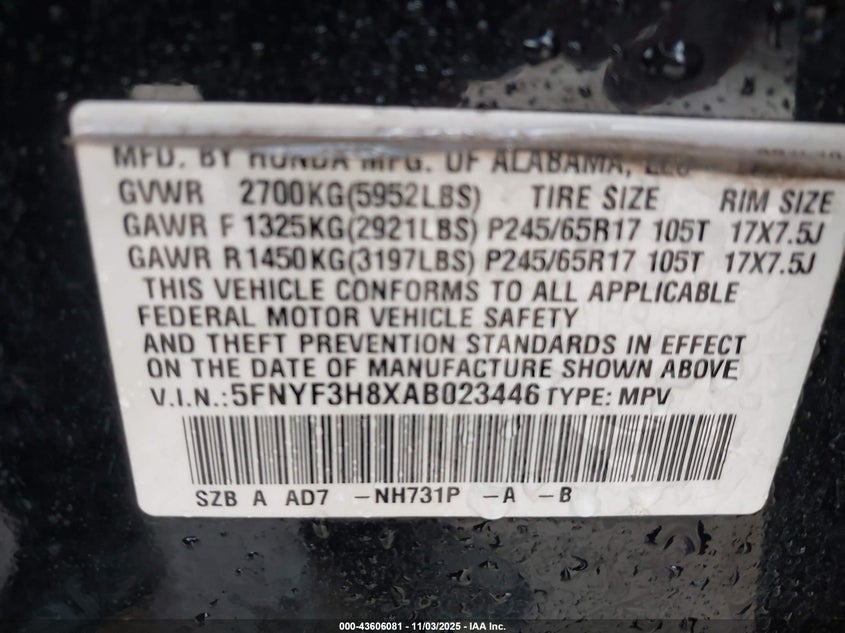 MFD. BY HONDA MFG. OF ALABAMA, LLC
GVWR 2700KG(5952LBS) TIRE SIZE RIM SIZE
GAWR F 1325KG(2921LBS) P245/65R17 105T 17X7.5J
GAWR R1450KG(3197LBS) P245/65R17 105T 17X7.5J
THIS VEHICLE CONFORMS TO ALL APPLICABLE
FEDERAL MOTOR VEHICLE SAFETY
AND THEFT PREVENTION STANDARDS IN EFFECT
ON THE DATE OF MANUFACTURE SHOWN ABOVE
V.I.N.:5FNYF3H8XAB023446 TYPE: MPV
SZB A AD7 -NH731P -A -B
000-43606081 - 11/03/2025 - IAA Inc.